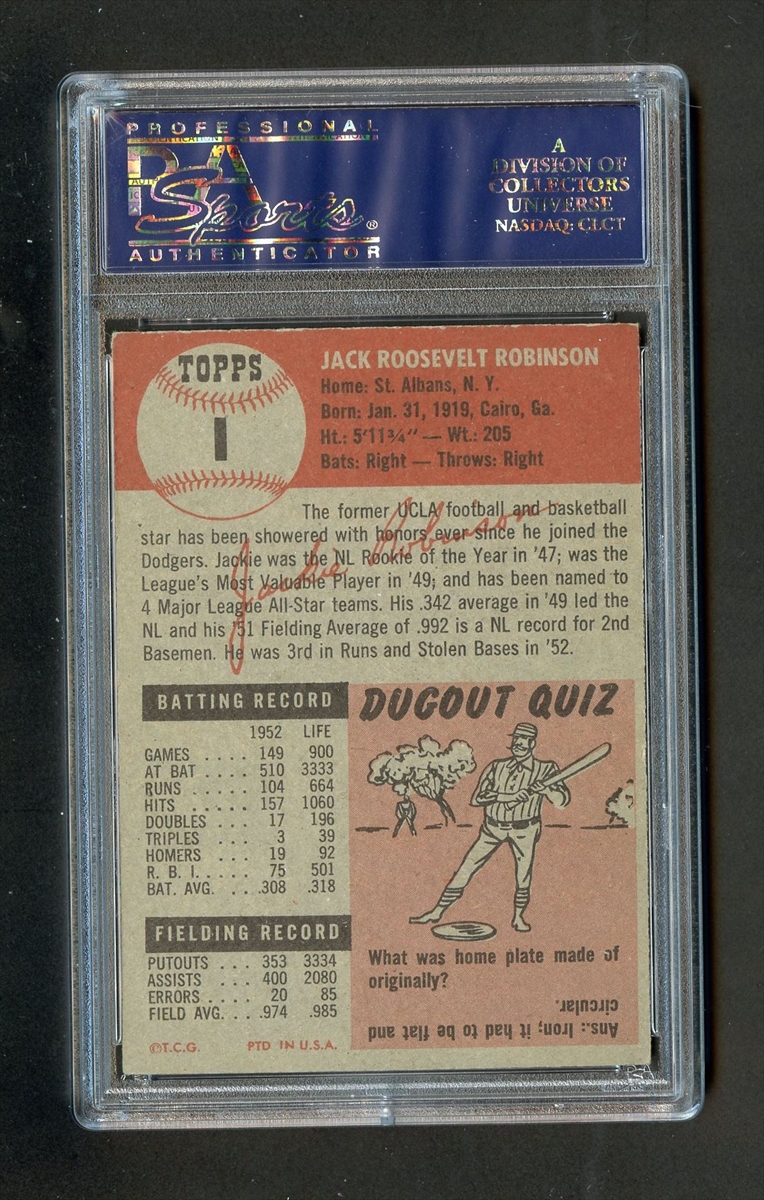 PROFESSIONAL
PSA
Sports®
AUTHENTICATOR
A
DIVISION OF
COLLECTORS
UNIVERSE
NASDAQ: CLCT
TOPPS
1
JACK ROOSEVELT ROBINSON
Home: St. Albans, N. Y.
Born: Jan. 31, 1919, Cairo, Ga.
Ht.: 5'11¾" — Wt.: 205
Bats: Right — Throws: Right
The former UCLA football and basketball
star has been showered with honors ever since he joined the
Dodgers. Jackie was the NL Rookie of the Year in '47; was the
League's Most Valuable Player in '49; and has been named to
4 Major League All-Star teams. His .342 average in '49 led the
NL and his '51 Fielding Average of .992 is a NL record for 2nd
Basemen. He was 3rd in Runs and Stolen Bases in '52.
Jackie Robinson
BATTING RECORD
1952 LIFE
GAMES .... 149 900
AT BAT .... 510 3333
RUNS .... 104 664
HITS ..... 157 1060
DOUBLES ... 17 196
TRIPLES ... 3 39
HOMERS ... 19 92
R. B. I. .... 75 501
BAT. AVG. ... .308 .318
FIELDING RECORD
PUTOUTS ... 353 3334
ASSISTS .... 400 2080
ERRORS .... 20 85
FIELD AVG. ... .974 .985
©T.C.G. PTD IN U.S.A.
DUGOUT QUIZ
What was home plate made of
originally?
Ans.: Iron; it had to be flat and
circular.
PSA